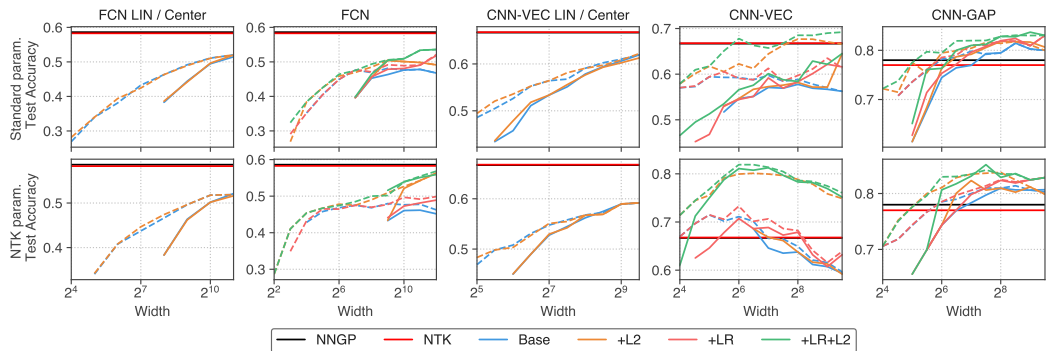 FCN LIN / Center
FCN
CNN-VEC LIN / Center
CNN-VEC
CNN-GAP
Standard param.
Test Accuracy
0.6
0.5
0.4
0.3
0.6
0.5
0.4
0.3
0.6
0.5
0.7
0.6
0.5
0.8
0.7
NTK param.
Test Accuracy
0.5
0.4
0.6
0.5
0.4
0.3
0.6
0.5
0.8
0.7
0.6
0.8
0.7
2^4 2^7 2^10
2^2 2^6 2^10
2^5 2^6 2^7 2^8 2^9
2^4 2^6 2^8
2^4 2^6 2^8
Width
Width
Width
Width
Width
NNGP NTK Base +L2 +LR +LR+L2